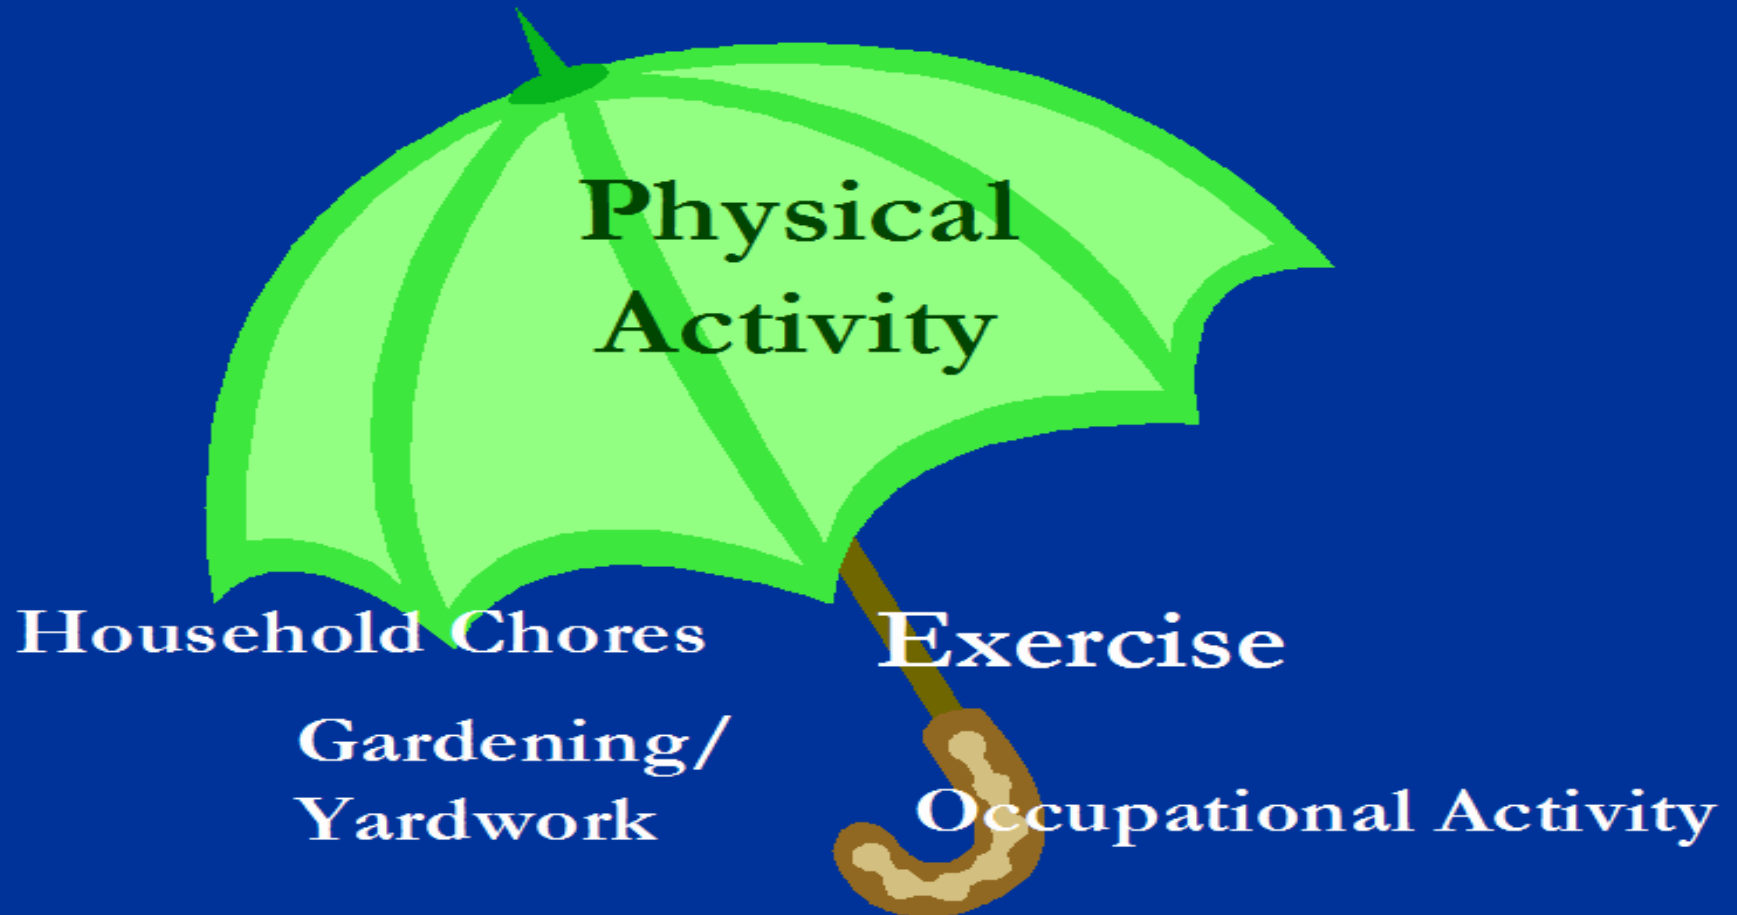 Physical
Activity
Household Chores
Exercise
Gardening/
Yardwork
Occupational Activity